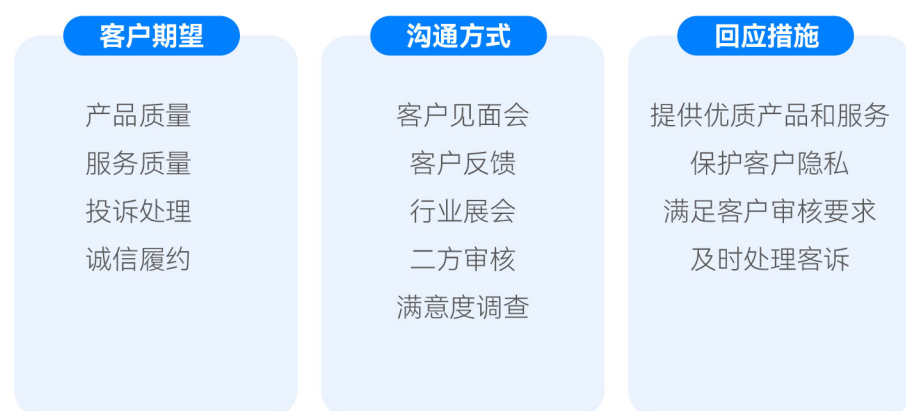 客户期望
产品质量
服务质量
投诉处理
诚信履约
沟通方式
客户见面会
客户反馈
行业展会
二方审核
满意度调查
回应措施
提供优质产品和服务
保护客户隐私
满足客户审核要求
及时处理客诉